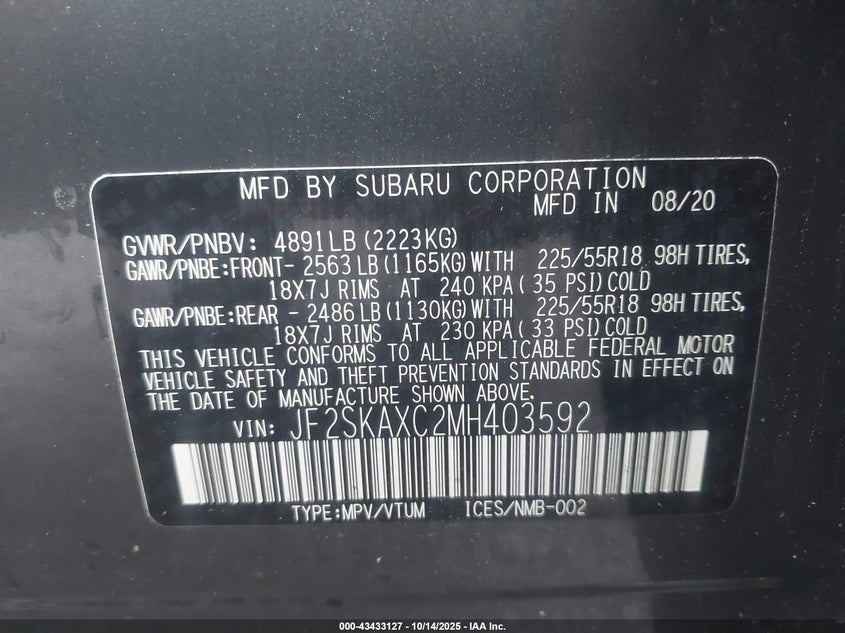 MFD BY SUBARU CORPORATION
MFD IN 08/20
GVWR/PNBV: 4891LB (2223KG)
GAWR/PNBE:FRONT- 2563 LB (1165KG) WITH 225/55R18 98H TIRES,
18X7J RIMS AT 240 KPA ( 35 PSI) COLD
GAWR/PNBE:REAR - 2486 LB (1130KG) WITH 225/55R18 98H TIRES,
18X7J RIMS AT 230 KPA ( 33 PSI) COLD
THIS VEHICLE CONFORMS TO ALL APPLICABLE FEDERAL MOTOR
VEHICLE SAFETY AND THEFT PREVENTION STANDARDS IN EFFECT ON
THE DATE OF MANUFACTURE SHOWN ABOVE.
VIN: JF2SKAXC2MH403592
TYPE:MPV/VTUM ICES/NMB-002
000-43433127 - 10/14/2025 - IAA Inc.